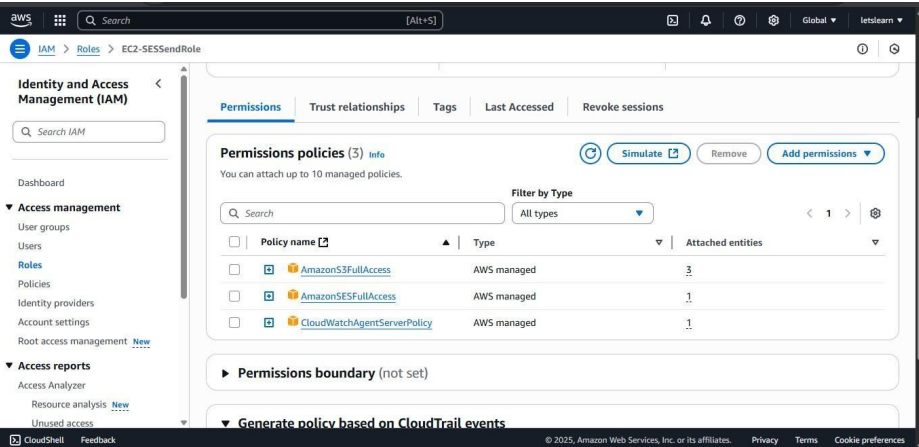 aws
Search [Alt+S] Global letslearn
IAM > Roles > EC2-SESSendRole
Identity and Access Management (IAM)
Search IAM
Dashboard
Access management
User groups
Users
Roles
Policies
Identity providers
Account settings
Root access management New
Access reports
Access Analyzer
Resource analysis New
Unused access
Permissions Trust relationships Tags Last Accessed Revoke sessions
Permissions policies (3) Info
Simulate Remove Add permissions
You can attach up to 10 managed policies.
Filter by Type
Search All types 1
Policy name Type Attached entities
AmazonS3FullAccess AWS managed 3
AmazonSESFullAccess AWS managed 1
CloudWatchAgentServerPolicy AWS managed 1
Permissions boundary (not set)
Generate policy based on CloudTrail events
CloudShell Feedback © 2025, Amazon Web Services, Inc. or its affiliates. Privacy Terms Cookie preferences